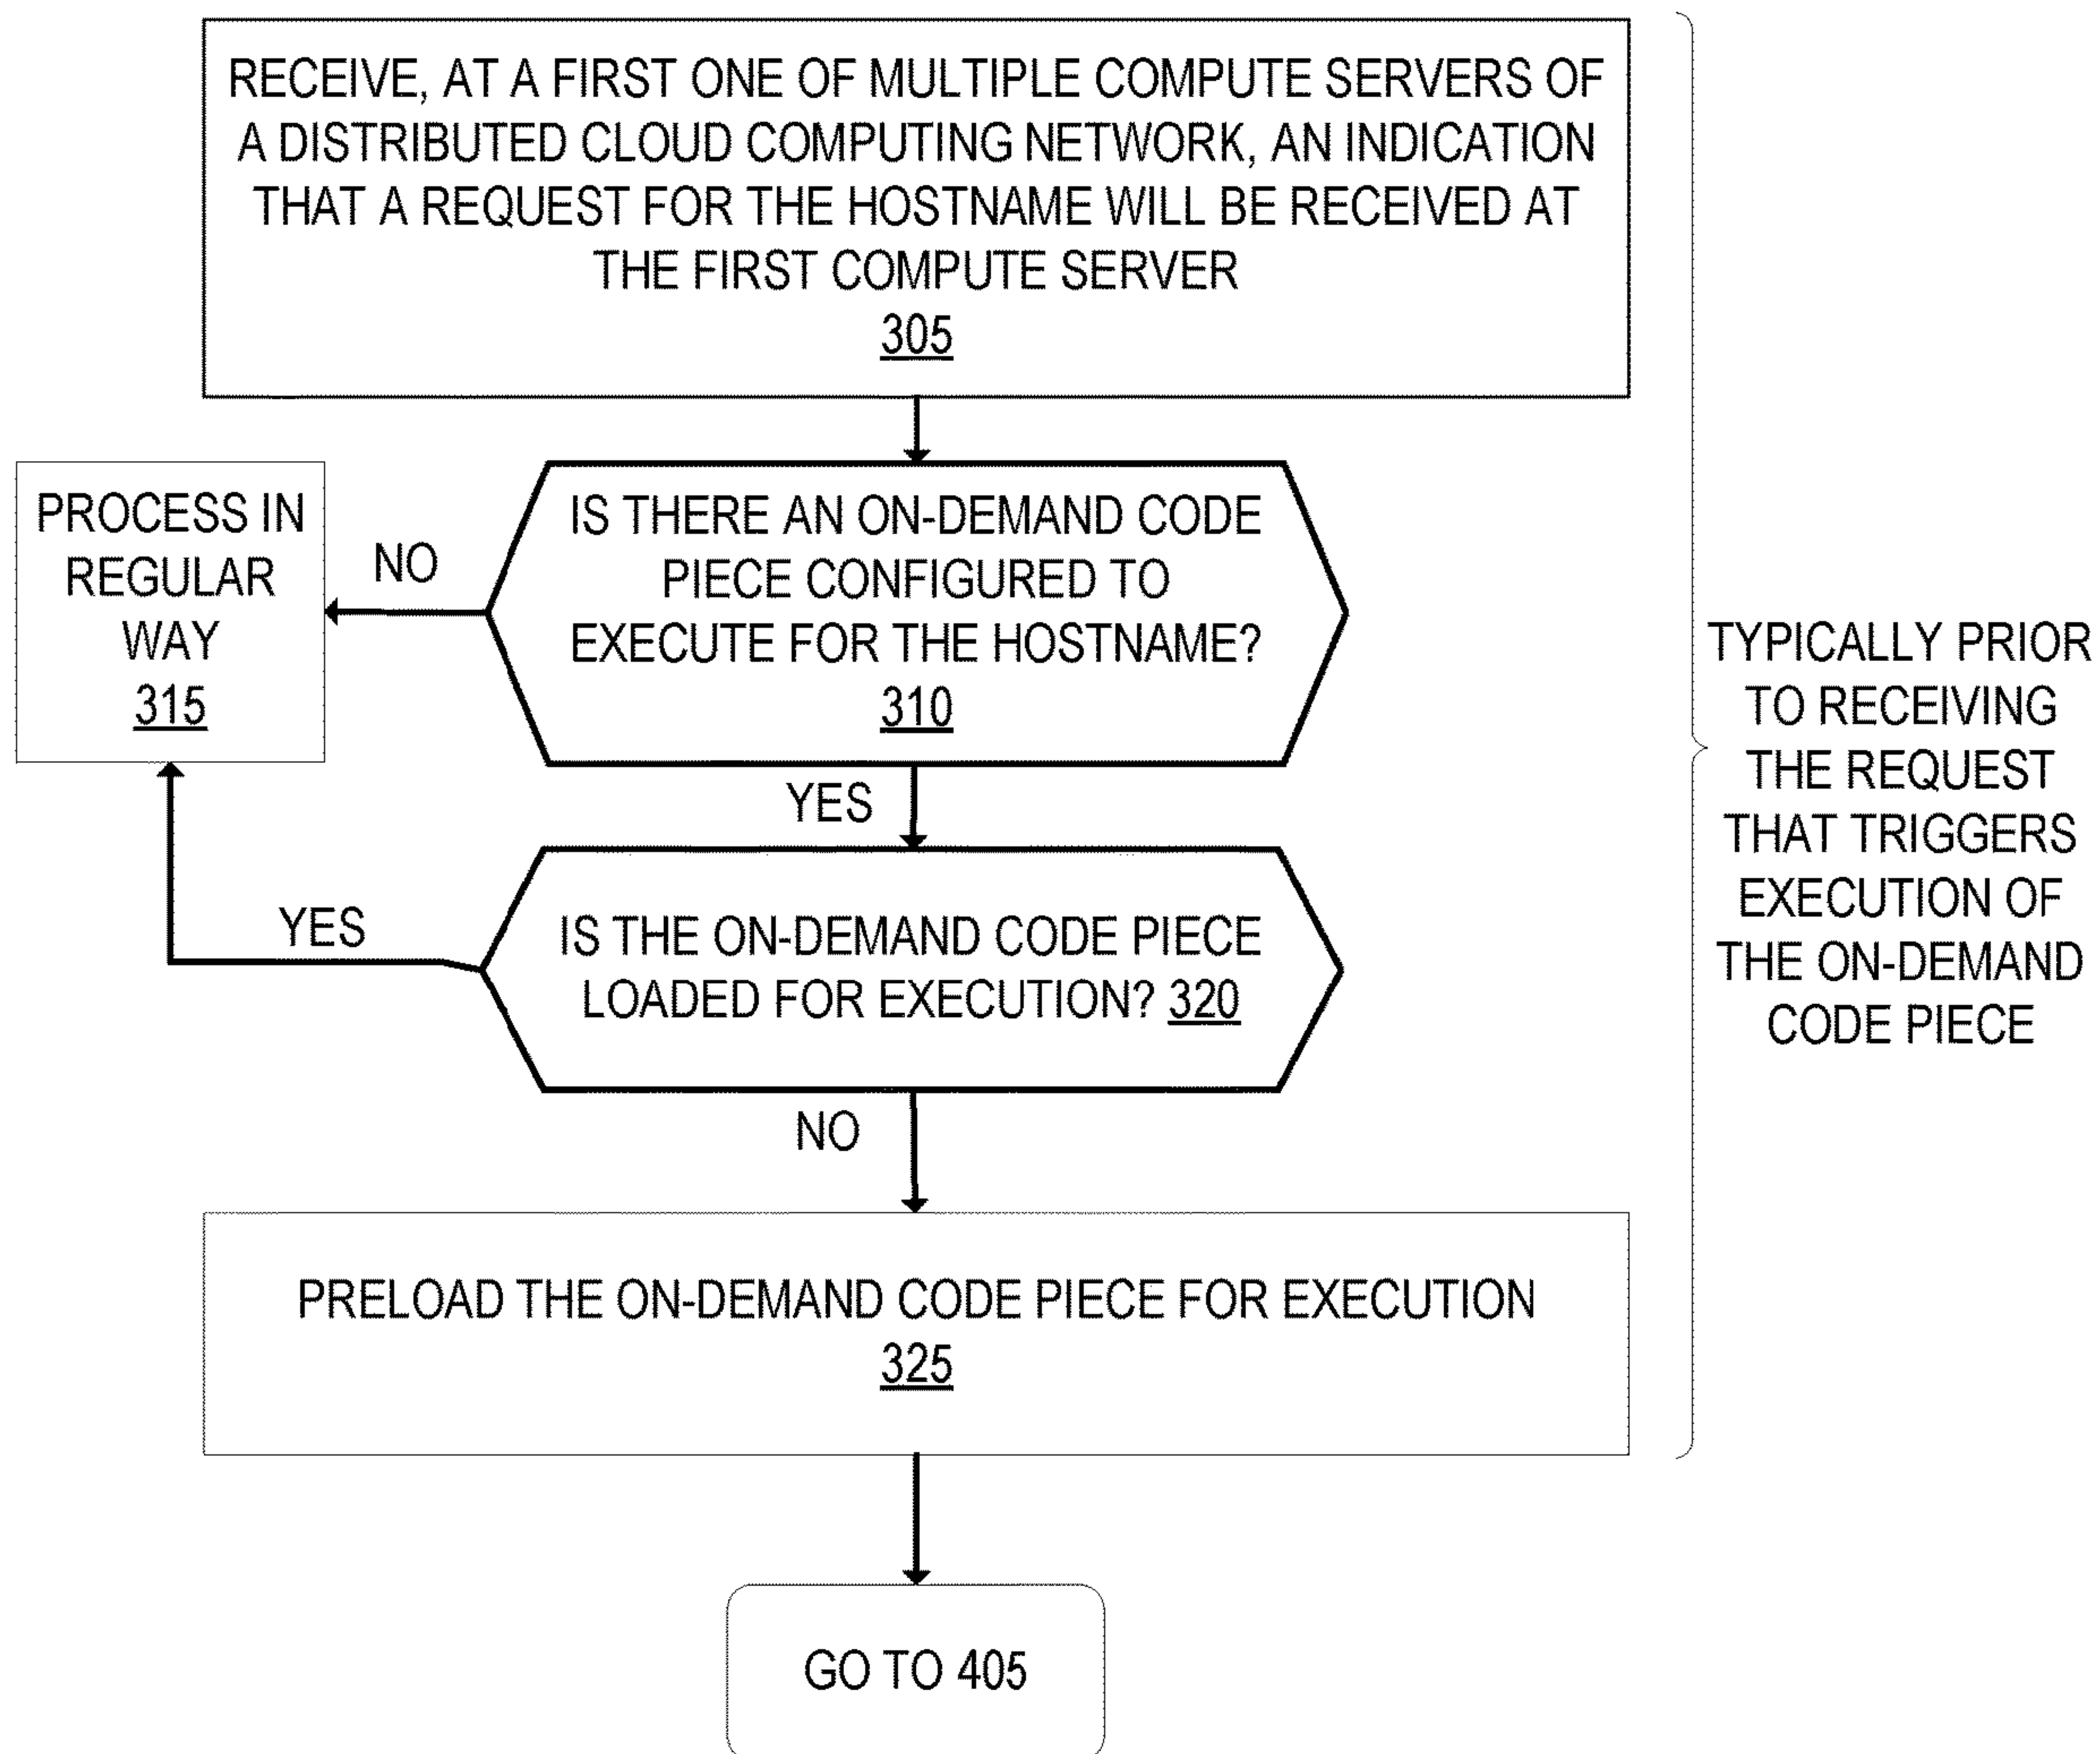 RECEIVE, AT A FIRST ONE OF MULTIPLE COMPUTE SERVERS OF
A DISTRIBUTED CLOUD COMPUTING NETWORK, AN INDICATION
THAT A REQUEST FOR THE HOSTNAME WILL BE RECEIVED AT
THE FIRST COMPUTE SERVER
305
PROCESS IN
REGULAR
WAY
315
NO
IS THERE AN ON-DEMAND CODE
PIECE CONFIGURED TO
EXECUTE FOR THE HOSTNAME?
310
YES
YES
IS THE ON-DEMAND CODE PIECE
LOADED FOR EXECUTION? 320
NO
PRELOAD THE ON-DEMAND CODE PIECE FOR EXECUTION
325
GO TO 405
TYPICALLY PRIOR
TO RECEIVING
THE REQUEST
THAT TRIGGERS
EXECUTION OF
THE ON-DEMAND
CODE PIECE